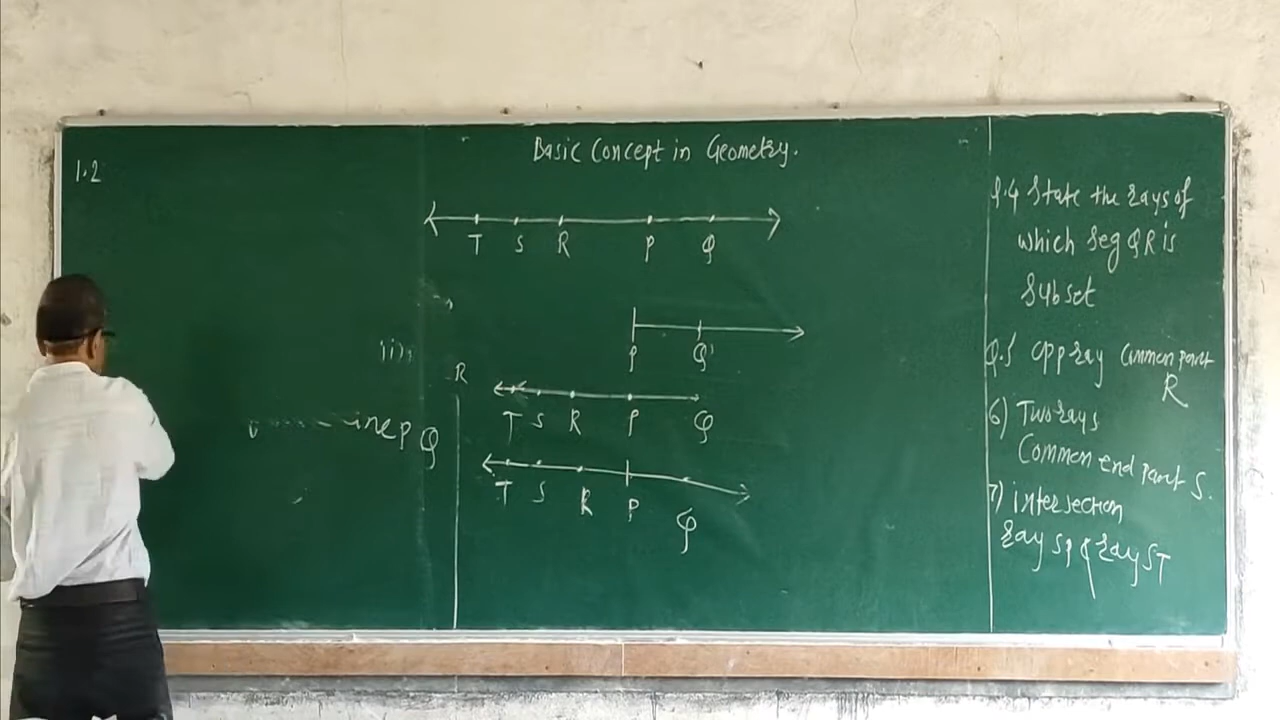 Basic Concept in Geometry.
1.2
T S R P Q
P Q
ii)
R
T S R P Q
line P Q
T S R P Q
Q.4 State the rays of
which seg QR is
Subset
Q.5 opp ray Common point
R
6) Two rays
Common end point S.
7) intersection
ray SP & ray ST